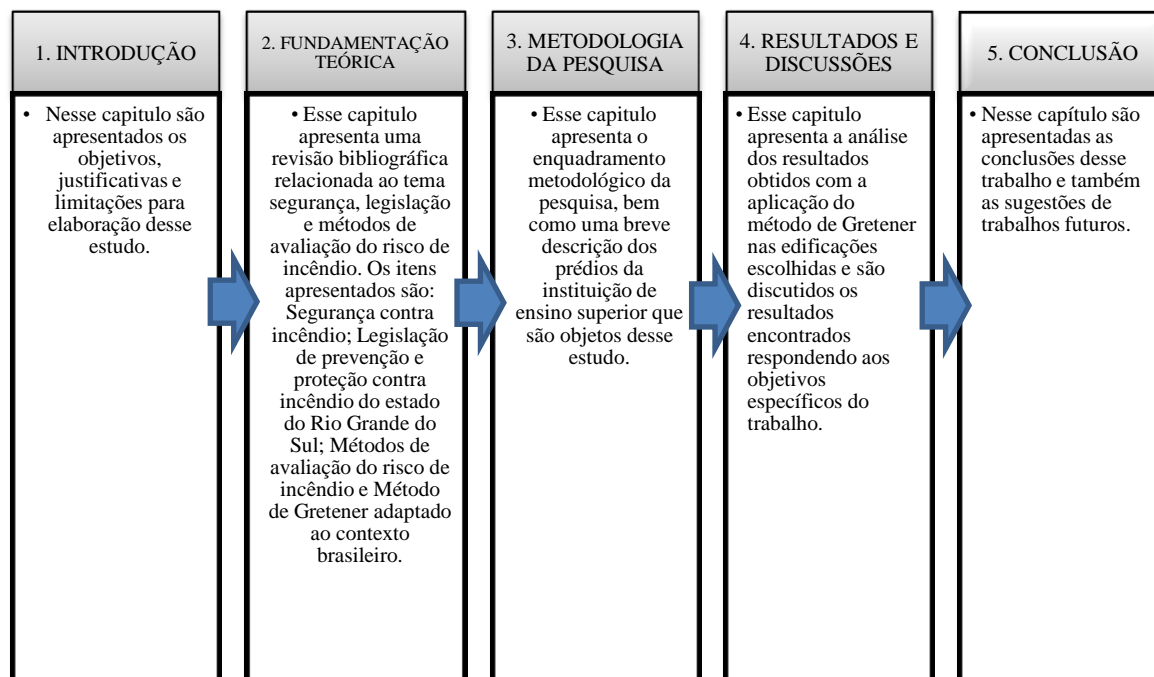 1. INTRODUÇÃO
• Nesse capitulo são
apresentados os
objetivos,
justificativas e
limitações para
elaboração desse
estudo.
2. FUNDAMENTAÇÃO
TEÓRICA
• Esse capitulo
apresenta uma
revisão bibliográfica
relacionada ao tema
segurança, legislação
e métodos de
avaliação do risco de
incêndio. Os itens
apresentados são:
Segurança contra
incêndio; Legislação
de prevenção e
proteção contra
incêndio do estado
do Rio Grande do
Sul; Métodos de
avaliação do risco de
incêndio e Método
de Gretener adaptado
ao contexto
brasileiro.
3. METODOLOGIA
DA PESQUISA
• Esse capitulo
apresenta o
enquadramento
metodológico da
pesquisa, bem
como uma breve
descrição dos
prédios da
instituição de
ensino superior que
são objetos desse
estudo.
4. RESULTADOS E
DISCUSSÕES
• Esse capitulo
apresenta a análise
dos resultados
obtidos com a
aplicação do
método de Gretener
nas edificações
escolhidas e são
discutidos os
resultados
encontrados
respondendo aos
objetivos
específicos do
trabalho.
5. CONCLUSÃO
• Nesse capítulo são
apresentadas as
conclusões desse
trabalho e também
as sugestões de
trabalhos futuros.